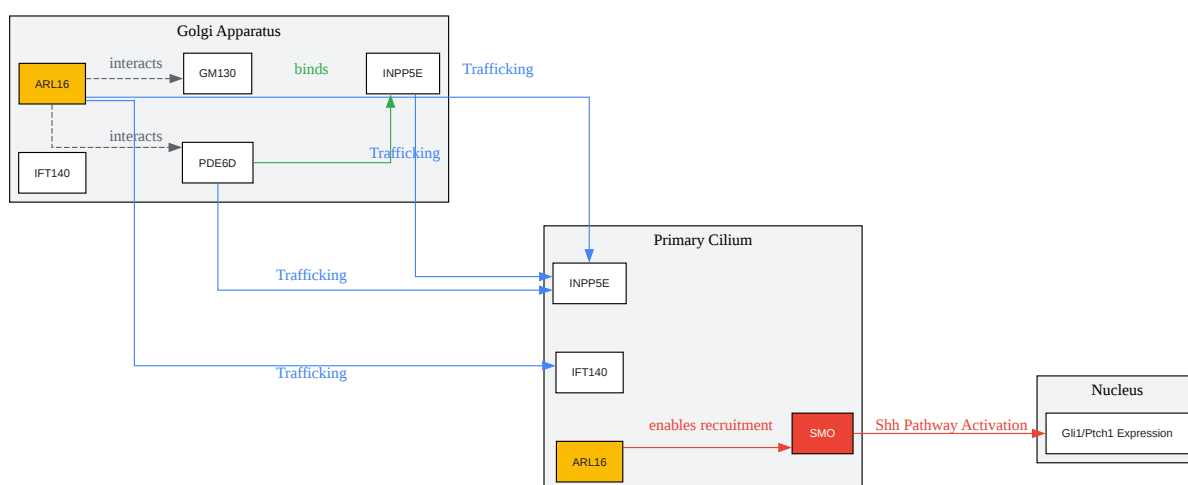 Golgi Apparatus
interacts
binds
Trafficking
ARL16
GM130
INPP5E
interacts
Trafficking
IFT140
PDE6D
Primary Cilium
Trafficking
INPP5E
Trafficking
IFT140
Nucleus
enables recruitment
SMO
Shh Pathway Activation
Gli1/Ptch1 Expression
ARL16